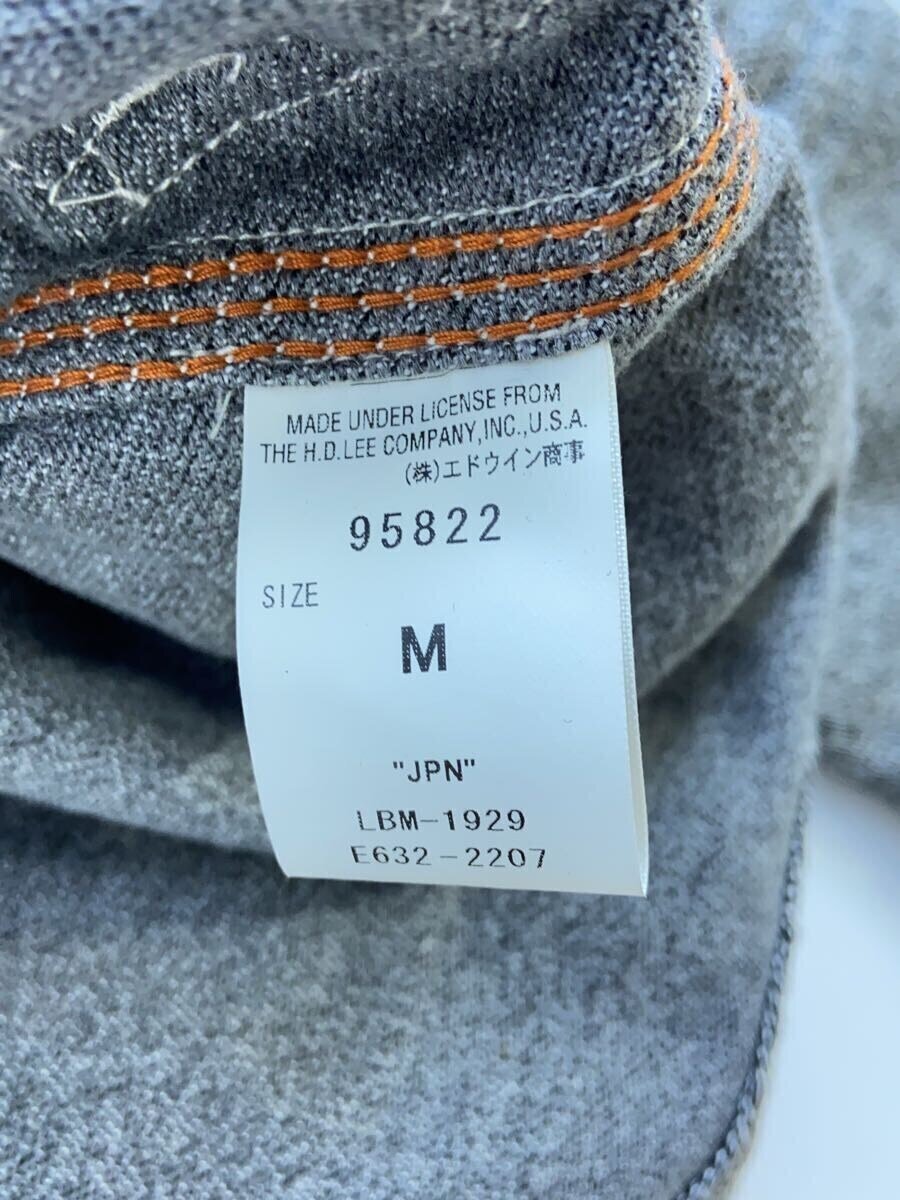 MADE UNDER LICENSE FROM
THE H.D.LEE COMPANY,INC.,U.S.A.
(株)エドウイン商事
95822
SIZE
M
"JPN"
LBM-1929
E632-2207